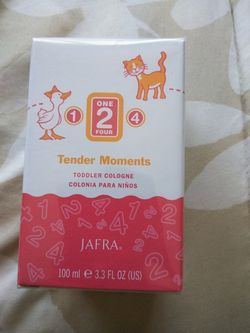 ONE
1 2 4
FOUR
Tender Moments
TODDLER COLOGNE
COLONIA PARA NIÑOS
JAFRA®
100 ml e 3.3 FL OZ (US)